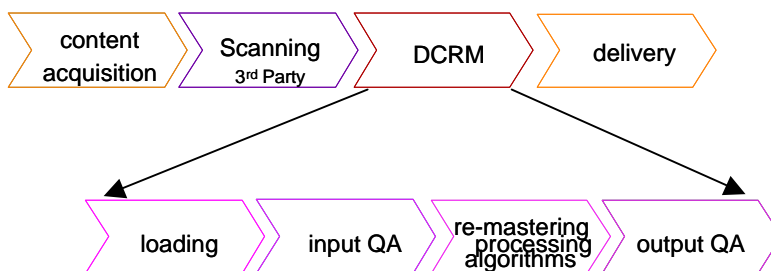 content
acquisition
Scanning
3rd Party
DCRM
delivery
loading
input QA
re-mastering
processing
algorithms
output QA